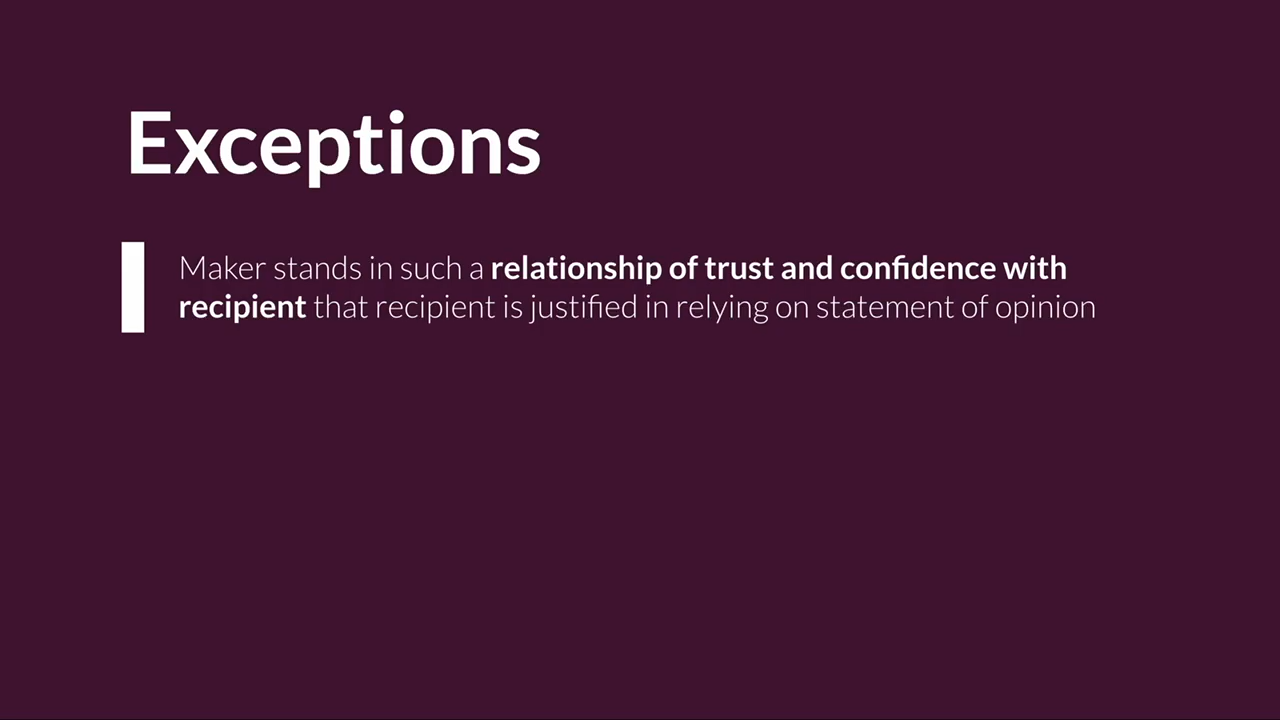 Exceptions
Maker stands in such a relationship of trust and confidence with
recipient that recipient is justified in relying on statement of opinion